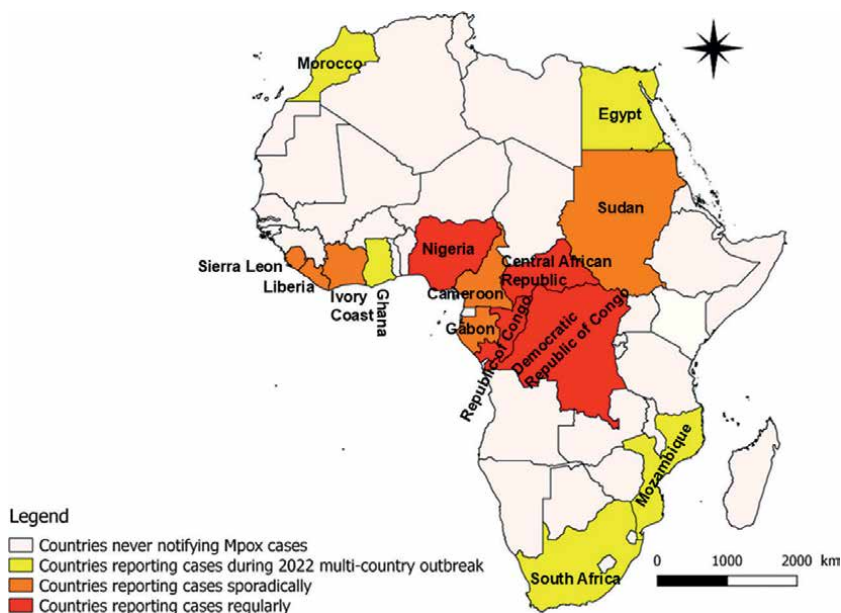 Morocco
Egypt
Sudan
Nigeria
Central African
Republic
Sierra Leon
Liberia
Ivory
Coast
Ghana
Cameroon
Gabon
Republic of Congo
Democratic
Republic of Congo
Mozambique
South Africa
Legend
Countries never notifying Mpox cases
Countries reporting cases during 2022 multi-country outbreak
Countries reporting cases sporadically
Countries reporting cases regularly
0 1000 2000 km